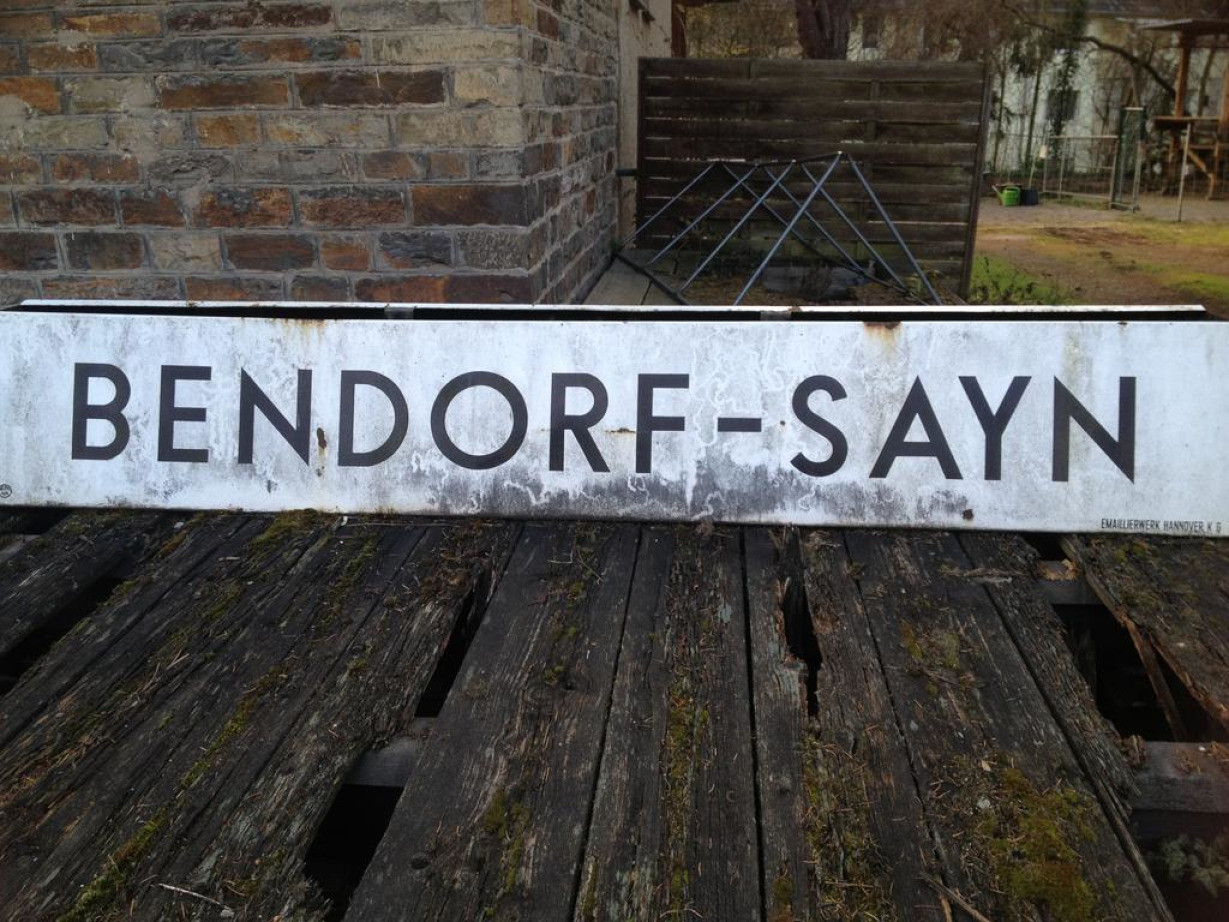 BENDORF-SAYN
EMAILLIERWERK HANNOVER, K. G.